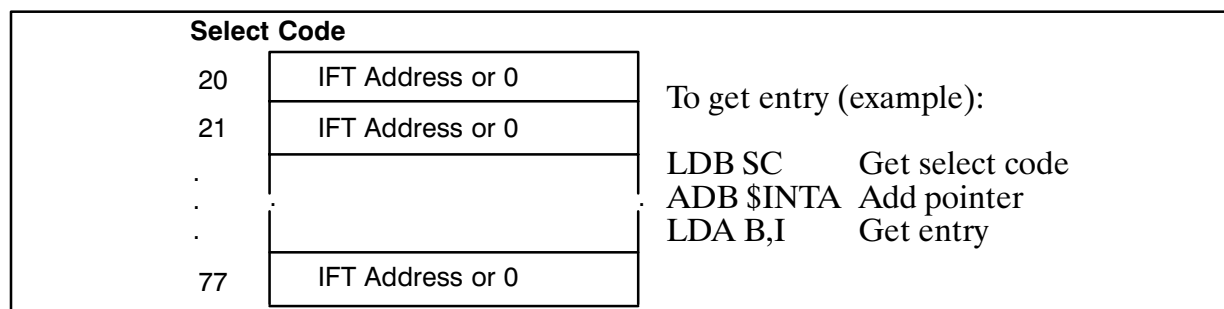 Select Code
20 IFT Address or 0
21 IFT Address or 0
.
. . .
.
77 IFT Address or 0
To get entry (example):
LDB SC Get select code
ADB $INTA Add pointer
LDA B,I Get entry